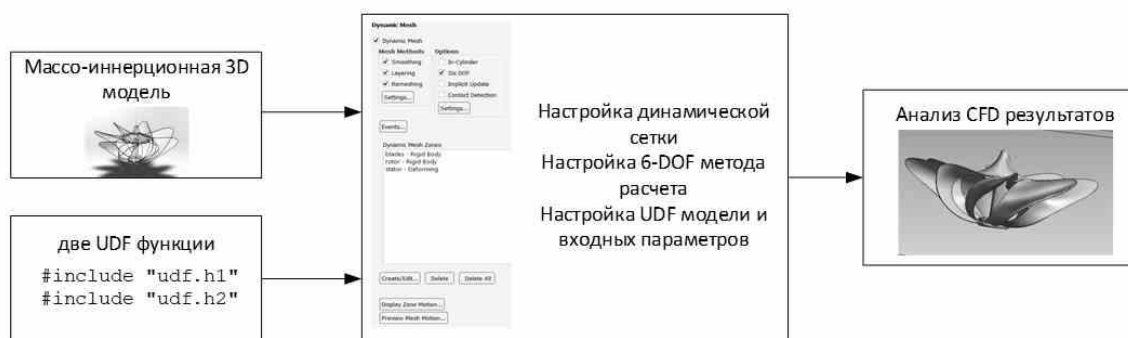 Массо-иннерционная 3D
модель
две UDF функции
#include "udf.h1"
#include "udf.h2"
Dynamic Mesh
Dynamic Mesh
Mesh Methods Options
Smoothing In-Cylinder
Layering Six DOF
Remeshing Implicit Update
Contact Detection
Settings...
Settings...
Events...
Dynamic Mesh Zones
blades - Rigid Body
rotor - Rigid Body
stator - Deforming
Create/Edit... Delete Delete All
Display Zone Motion...
Preview Mesh Motion...
Настройка динамической
сетки
Настройка 6-DOF метода
расчета
Настройка UDF модели и
входных параметров
Анализ CFD результатов